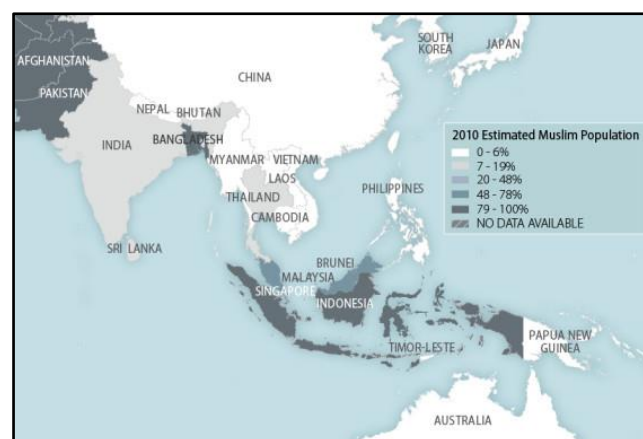 SOUTH
KOREA
JAPAN
AFGHANISTAN
CHINA
PAKISTAN
NEPAL
BHUTAN
2010 Estimated Muslim Population
0 - 6%
7 - 19%
20 - 48%
48 - 78%
79 - 100%
NO DATA AVAILABLE
INDIA
BANGLADESH
MYANMAR
VIETNAM
LAOS
THAILAND
PHILIPPINES
CAMBODIA
SRI LANKA
BRUNEI
MALAYSIA
SINGAPORE
INDONESIA
TIMOR-LESTE
PAPUA NEW
GUINEA
AUSTRALIA